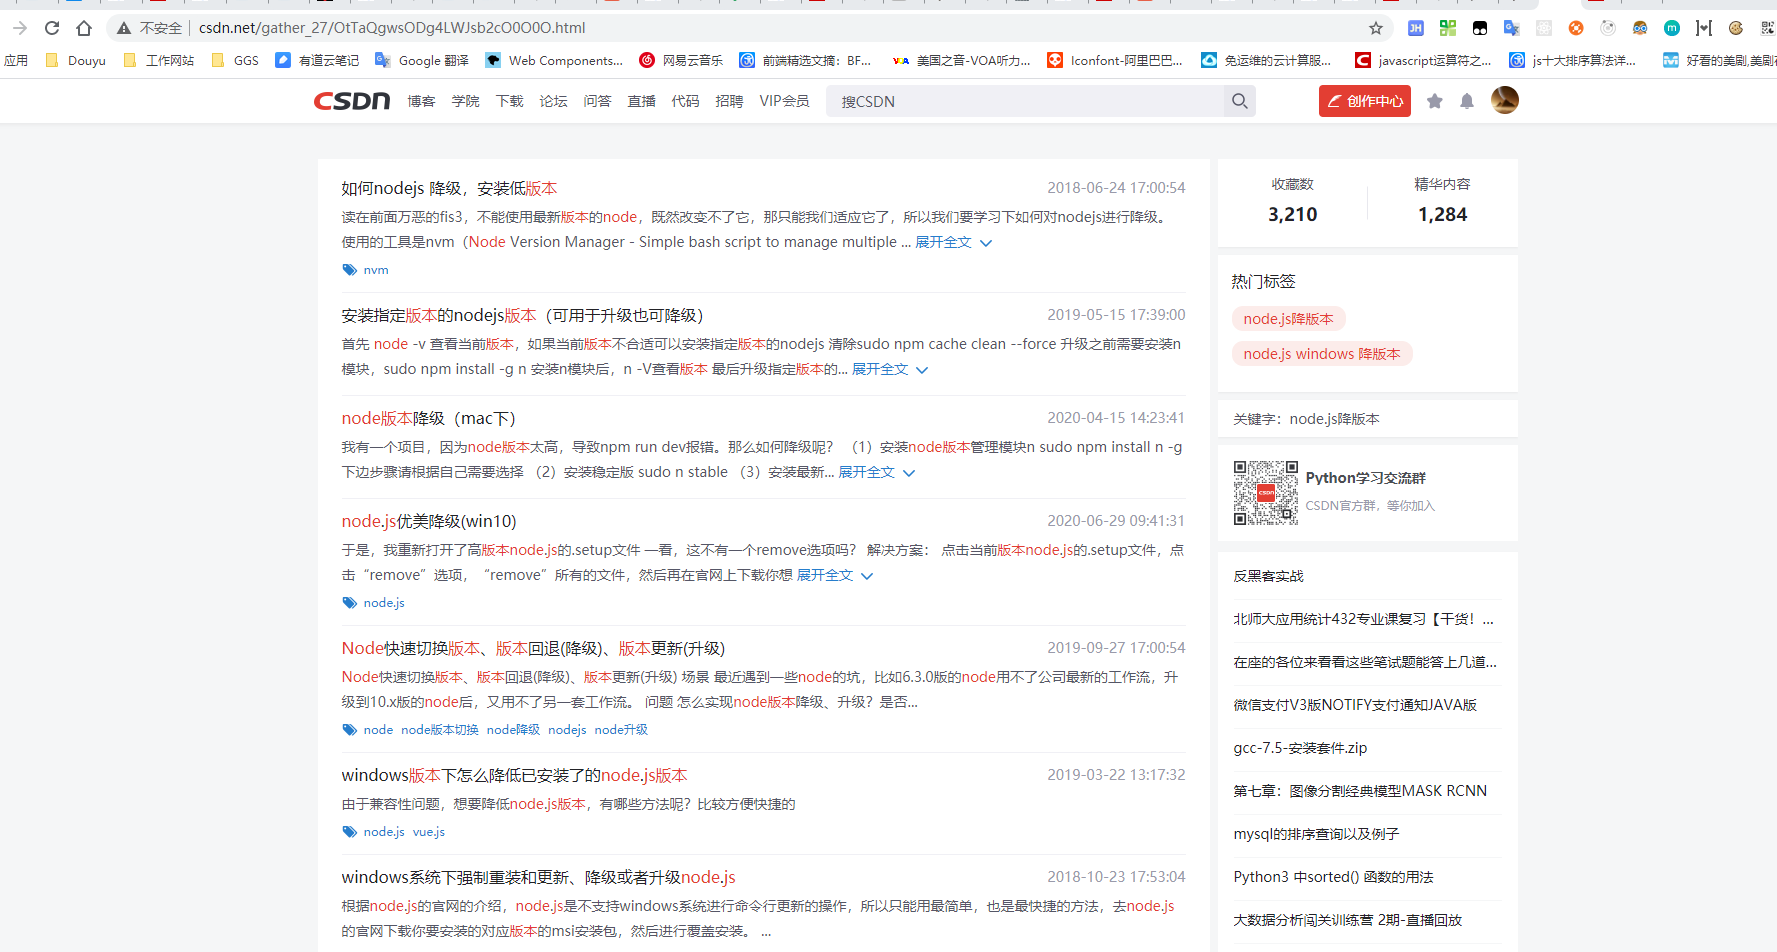 不安全 csdn.net/gather_27/OtTaQgwsODg4LWJsb2cO0O0O.html
应用 Douyu 工作网站 GGS 有道云笔记 Google 翻译 Web Components... 网易云音乐 前端精选文摘：BF... 美国之音-VOA听力... Iconfont-阿里巴巴... 免运维的云计算服... javascript运算符之... js十大排序算法详... 好看的美剧,美剧
CSDN 博客 学院 下载 论坛 问答 直播 代码 招聘 VIP会员 搜CSDN 创作中心
如何nodejs 降级，安装低版本 2018-06-24 17:00:54
读在前面万恶的fis3，不能使用最新版本的node，既然改变不了它，那只能我们适应它了，所以我们要学习下如何对nodejs进行降级。
使用的工具是nvm（Node Version Manager - Simple bash script to manage multiple ... 展开全文
nvm
安装指定版本的nodejs版本（可用于升级也可降级） 2019-05-15 17:39:00
首先 node -v 查看当前版本，如果当前版本不合适可以安装指定版本的nodejs 清除sudo npm cache clean --force 升级之前需要安装n
模块，sudo npm install -g n 安装n模块后，n -V查看版本 最后升级指定版本的... 展开全文
node版本降级（mac下） 2020-04-15 14:23:41
我有一个项目，因为node版本太高，导致npm run dev报错。那么如何降级呢？ （1）安装node版本管理模块n sudo npm install n -g
下边步骤请根据自己需要选择 （2）安装稳定版 sudo n stable （3）安装最新... 展开全文
node.js优美降级(win10) 2020-06-29 09:41:31
于是，我重新打开了高版本node.js的.setup文件 一看，这不有一个remove选项吗？ 解决方案： 点击当前版本node.js的.setup文件，点
击“remove”选项， “remove”所有的文件，然后再在官网上下载你想 展开全文
node.js
Node快速切换版本、版本回退(降级)、版本更新(升级) 2019-09-27 17:00:54
Node快速切换版本、版本回退(降级)、版本更新(升级) 场景 最近遇到一些node的坑，比如6.3.0版的node用不了公司最新的工作流，升
级到10.x版的node后，又用不了另一套工作流。 问题 怎么实现node版本降级、升级？是否...
node node版本切换 node降级 nodejs node升级
windows版本下怎么降低已安装了的node.js版本 2019-03-22 13:17:32
由于兼容性问题，想要降低node.js版本，有哪些方法呢？比较方便快捷的
node.js vue.js
windows系统下强制重装和更新、降级或者升级node.js 2018-10-23 17:53:04
根据node.js的官网的介绍，node.js是不支持windows系统进行命令行更新的操作，所以只能用最简单，也是最快捷的方法，去node.js
的官网下载你要安装的对应版本的msi安装包，然后进行覆盖安装。 ...
收藏数 精华内容
3,210 1,284
热门标签
node.js降版本
node.js windows 降版本
关键字：node.js降版本
Python学习交流群
CSDN官方群，等你加入
反黑客实战
北师大应用统计432专业课复习【干货！...
在座的各位来看看这些笔试题能答上几道...
微信支付V3版NOTIFY支付通知JAVA版
gcc-7.5-安装套件.zip
第七章：图像分割经典模型MASK RCNN
mysql的排序查询以及例子
Python3 中sorted() 函数的用法
大数据分析闯关训练营 2期-直播回放